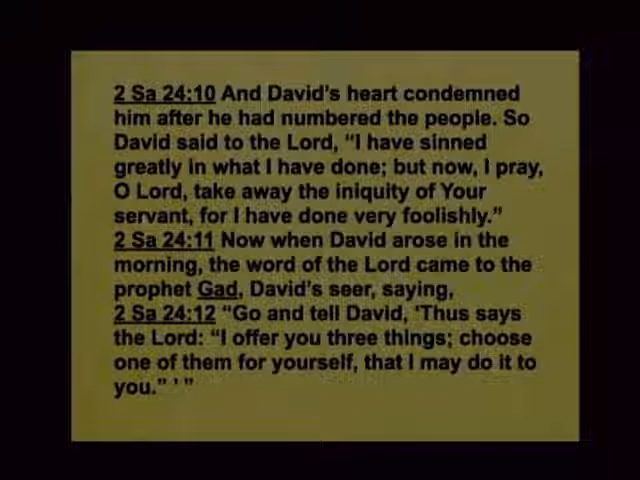 2 Sa 24:10 And David's heart condemned
him after he had numbered the people. So
David said to the Lord, “I have sinned
greatly in what I have done; but now, I pray,
O Lord, take away the iniquity of Your
servant, for I have done very foolishly.”
2 Sa 24:11 Now when David arose in the
morning, the word of the Lord came to the
prophet Gad, David's seer, saying,
2 Sa 24:12 “Go and tell David, ‘Thus says
the Lord: “I offer you three things; choose
one of them for yourself, that I may do it to
you.” ’ ”